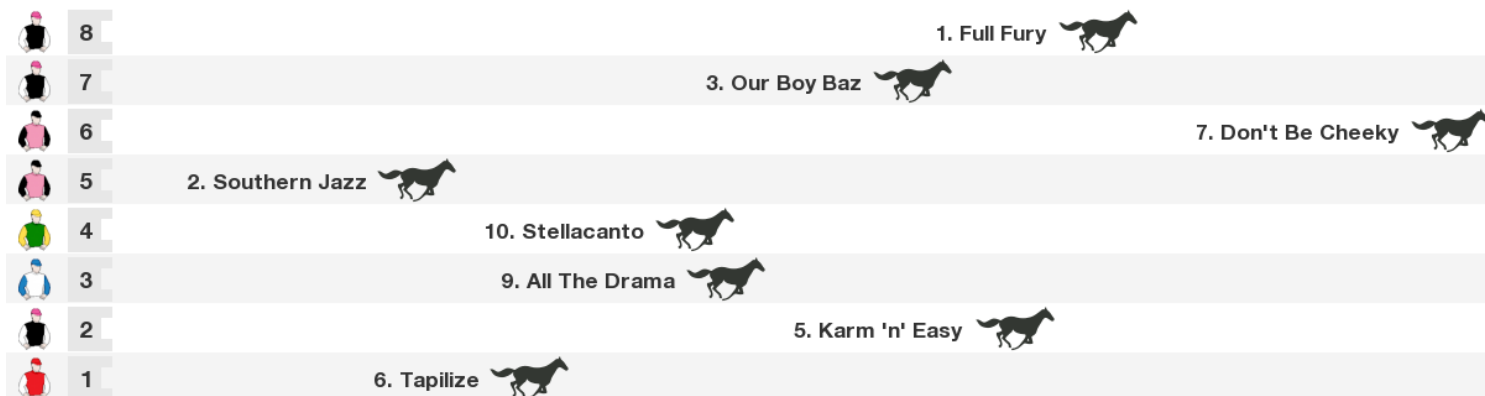 8 1. Full Fury
7 3. Our Boy Baz
6 7. Don't Be Cheeky
5 2. Southern Jazz
4 10. Stellacanto
3 9. All The Drama
2 5. Karm 'n' Easy
1 6. Tapilize